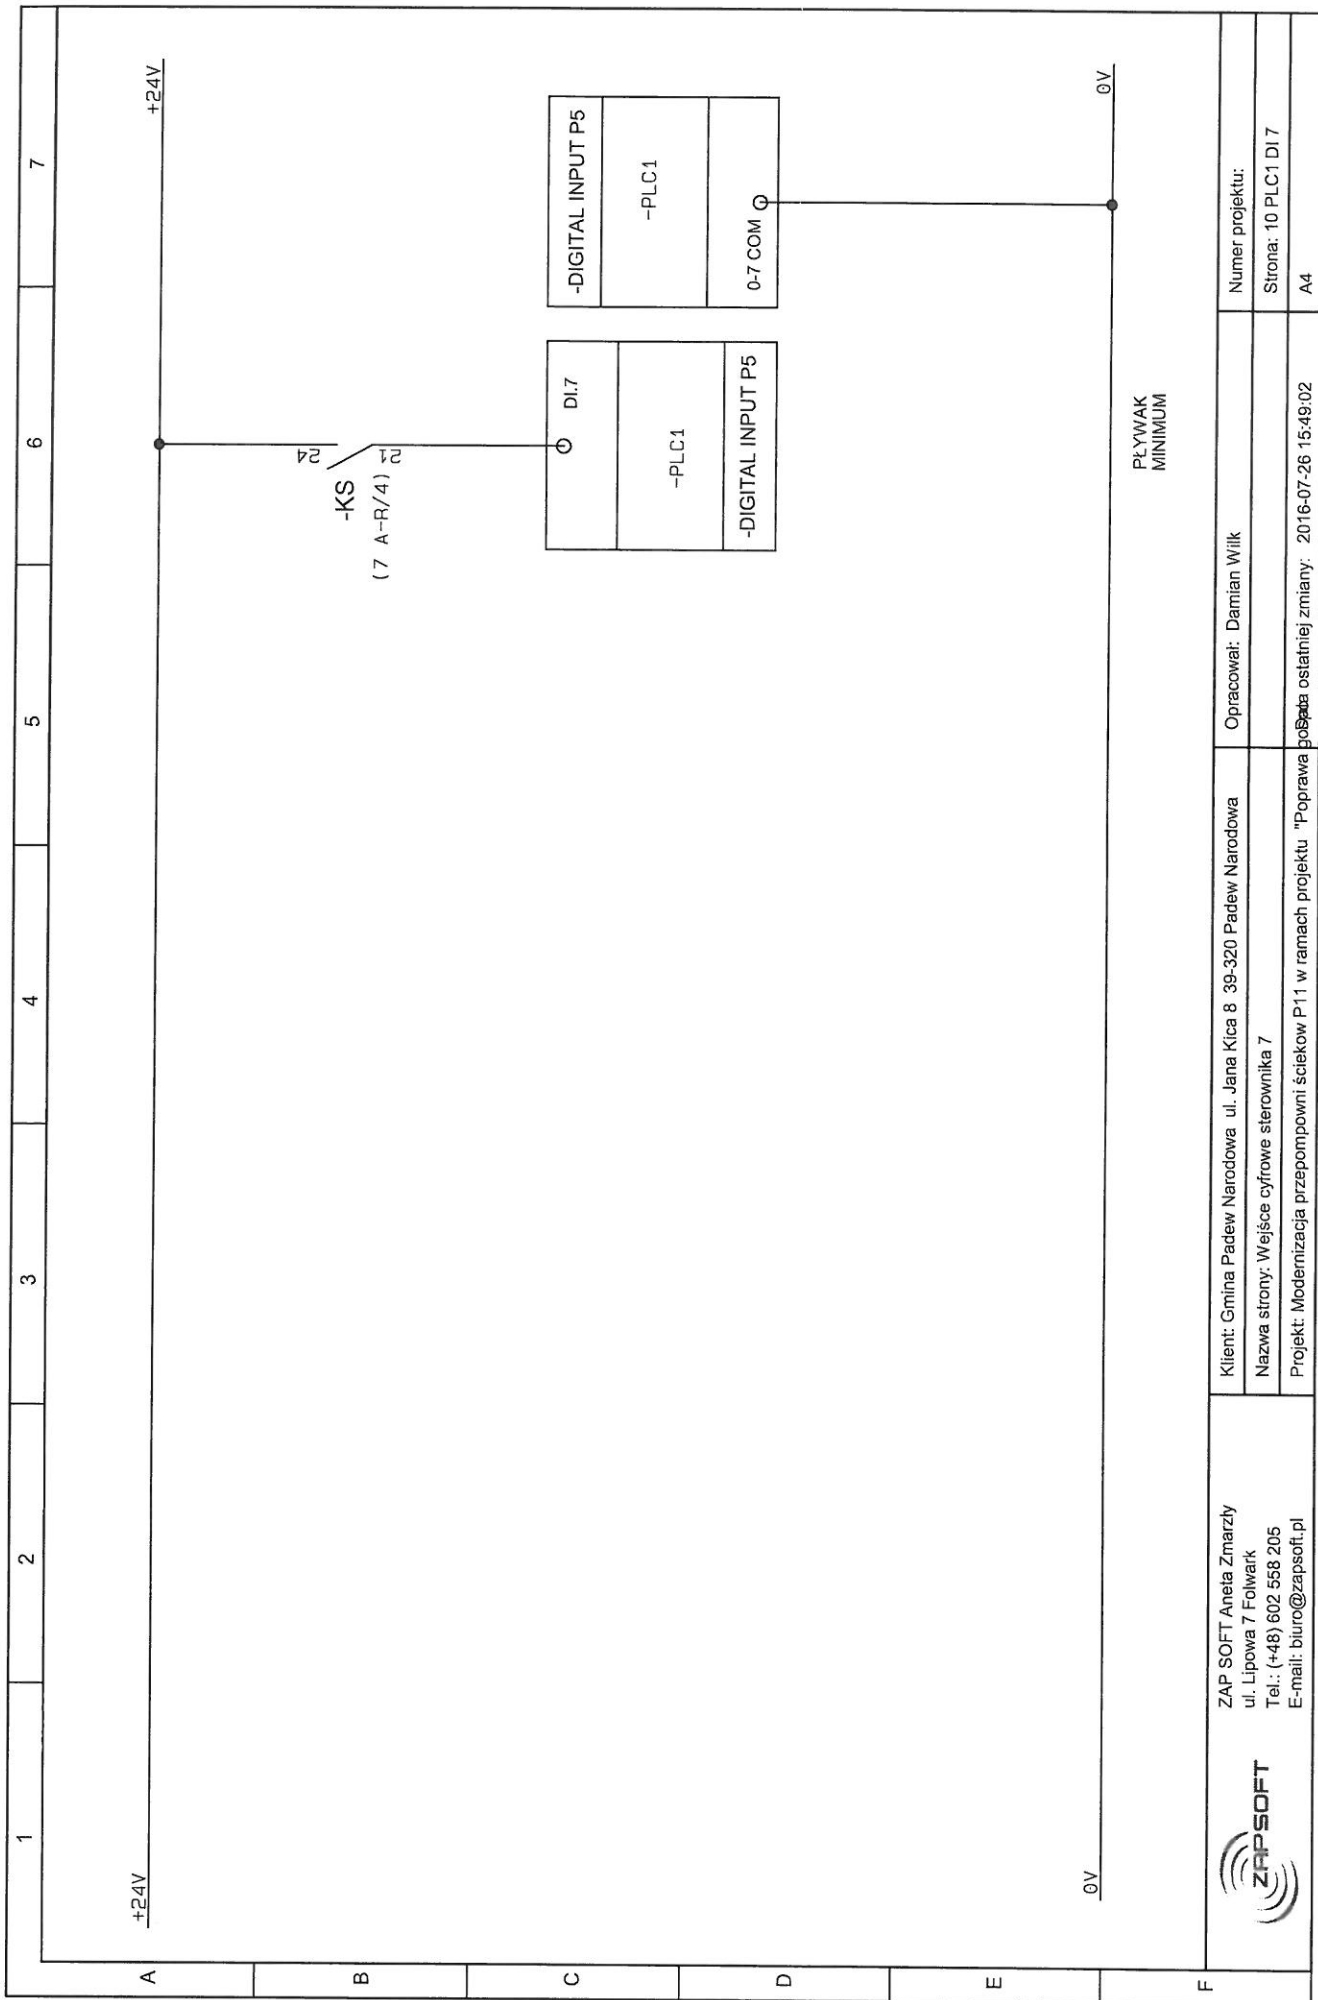 1 2 3 4 5 6 7
A
B
C
D
E
F
+24V
+24V
24
-KS
21
(7 A-R/4)
DI.7
-PLC1
-DIGITAL INPUT P5
-DIGITAL INPUT P5
-PLC1
0-7 COM
0V
0V
PŁYWAK
MINIMUM
ZAPSOFT
ZAP SOFT Aneta Zmarzły
ul. Lipowa 7 Folwark
Tel.: (+48) 602 558 205
E-mail: biuro@zapsoft.pl
Klient: Gmina Padew Narodowa ul. Jana Kica 8 39-320 Padew Narodowa
Opracował: Damian Wilk
Numer projektu:
Nazwa strony: Wejście cyfrowe sterownika 7
Strona: 10 PLC1 DI 7
Projekt: Modernizacja przepompowni ścieków P11 w ramach projektu "Poprawa
ostatniej zmiany: 2016-07-26 15:49:02
A4